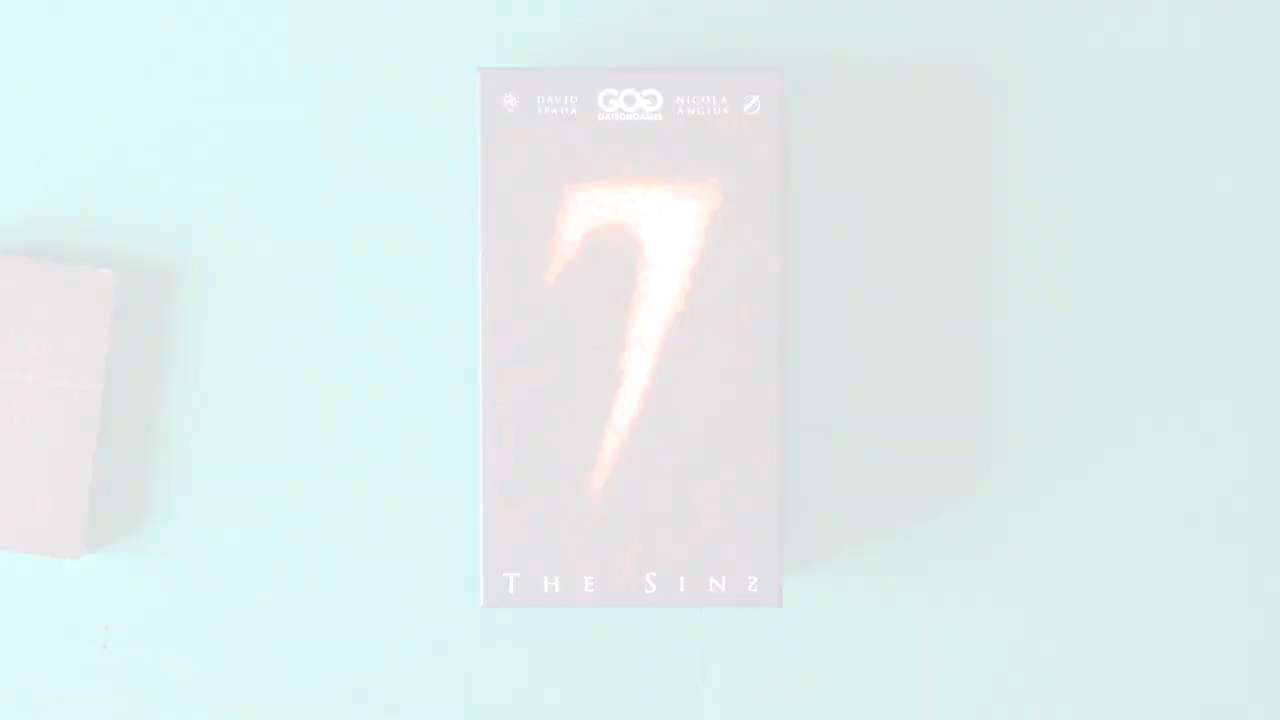 DAVID
SPADA
GOG
GATEONGAMES
NICOLA
ANGIUS
7
THE SINS